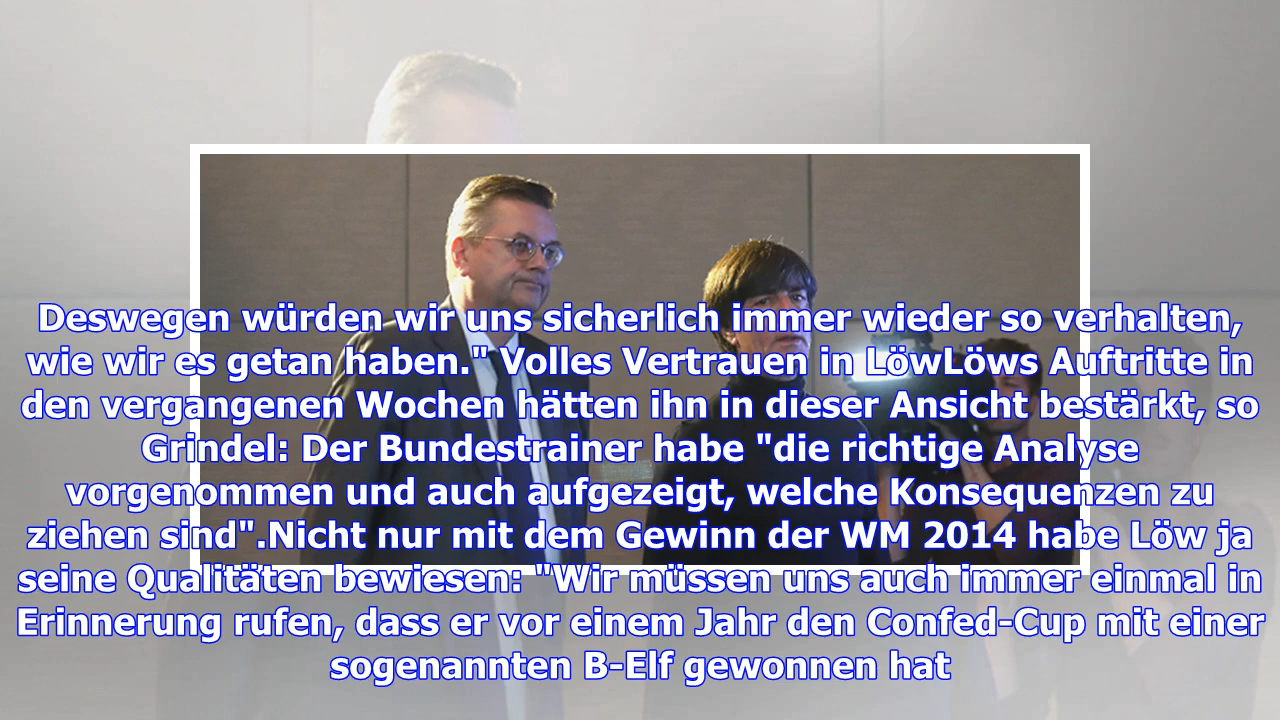 Deswegen würden wir uns sicherlich immer wieder so verhalten,
wie wir es getan haben." Volles Vertrauen in LöwLöws Auftritte in
den vergangenen Wochen hätten ihn in dieser Ansicht bestärkt, so
Grindel: Der Bundestrainer habe "die richtige Analyse
vorgenommen und auch aufgezeigt, welche Konsequenzen zu
ziehen sind".Nicht nur mit dem Gewinn der WM 2014 habe Löw ja
seine Qualitäten bewiesen: "Wir müssen uns auch immer einmal in
Erinnerung rufen, dass er vor einem Jahr den Confed-Cup mit einer
sogenannten B-Elf gewonnen hat